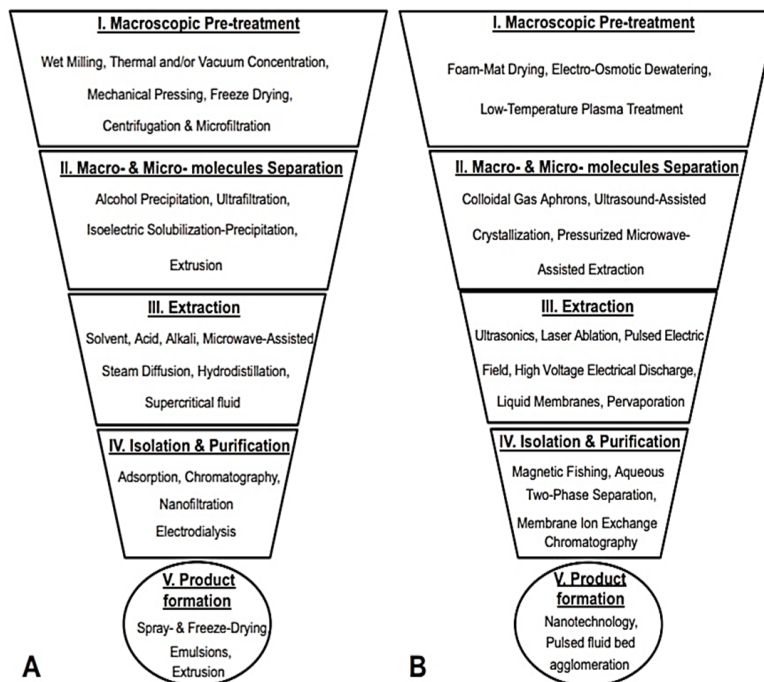 I. Macroscopic Pre-treatment
Wet Milling, Thermal and/or Vacuum Concentration,
Mechanical Pressing, Freeze Drying,
Centrifugation & Microfiltration
II. Macro- & Micro- molecules Separation
Alcohol Precipitation, Ultrafiltration,
Isoelectric Solubilization-Precipitation,
Extrusion
III. Extraction
Solvent, Acid, Alkali, Microwave-Assisted
Steam Diffusion, Hydrodistillation,
Supercritical fluid
IV. Isolation & Purification
Adsorption, Chromatography,
Nanofiltration
Electrodialysis
V. Product
formation
Spray- & Freeze-Drying,
Emulsions,
Extrusion
A
I. Macroscopic Pre-treatment
Foam-Mat Drying, Electro-Osmotic Dewatering,
Low-Temperature Plasma Treatment
II. Macro- & Micro- molecules Separation
Colloidal Gas Aphrons, Ultrasound-Assisted
Crystallization, Pressurized Microwave-
Assisted Extraction
III. Extraction
Ultrasonics, Laser Ablation, Pulsed Electric
Field, High Voltage Electrical Discharge,
Liquid Membranes, Pervaporation
IV. Isolation & Purification
Magnetic Fishing, Aqueous
Two-Phase Separation,
Membrane Ion Exchange
Chromatography
V. Product
formation
Nanotechnology,
Pulsed fluid bed
agglomeration
B